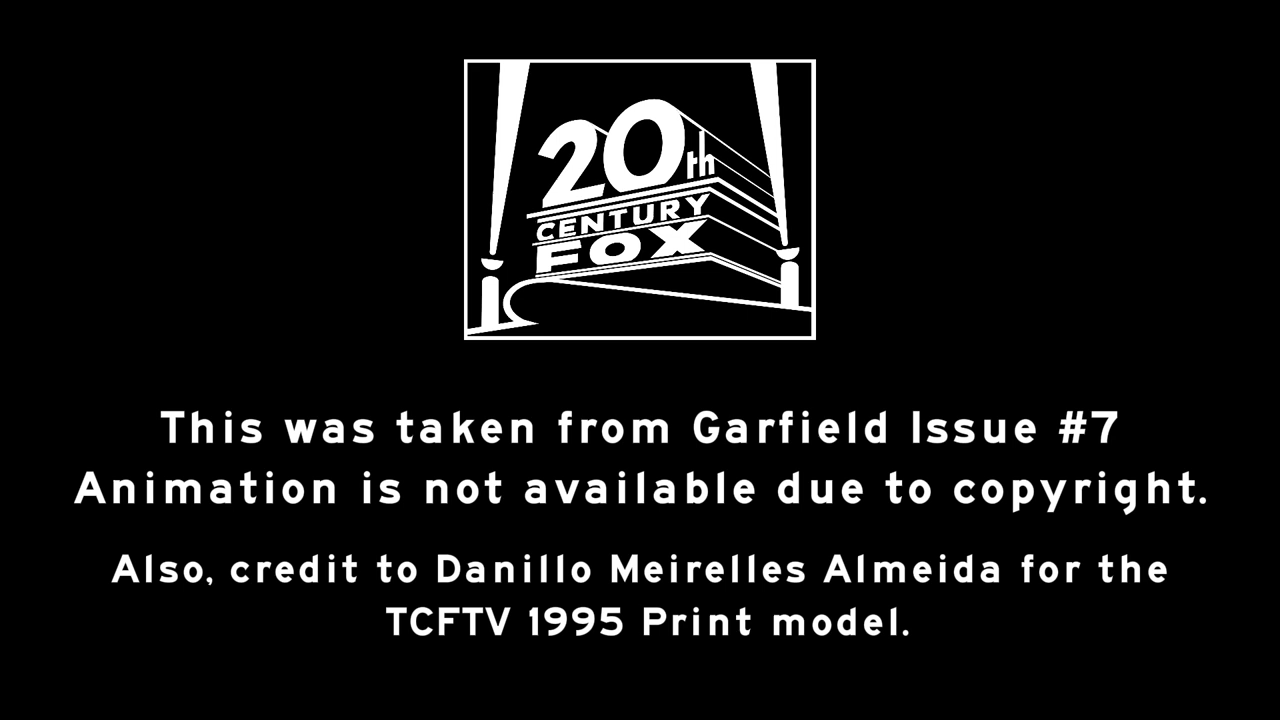 20th
CENTURY
FOX
This was taken from Garfield Issue #7
Animation is not available due to copyright.
Also, credit to Danillo Meirelles Almeida for the
TCFTV 1995 Print model.